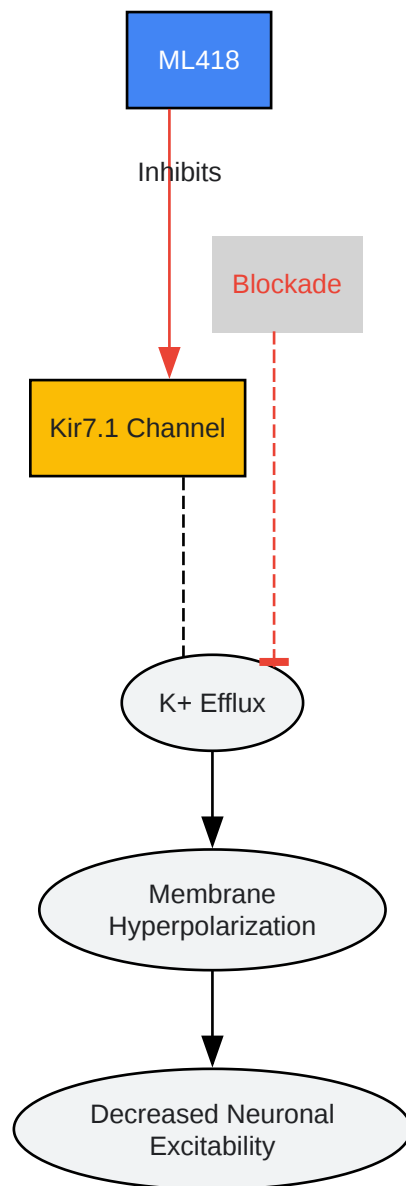 ML418
Inhibits
Blockade
Kir7.1 Channel
K+ Efflux
Membrane
Hyperpolarization
Decreased Neuronal
Excitability